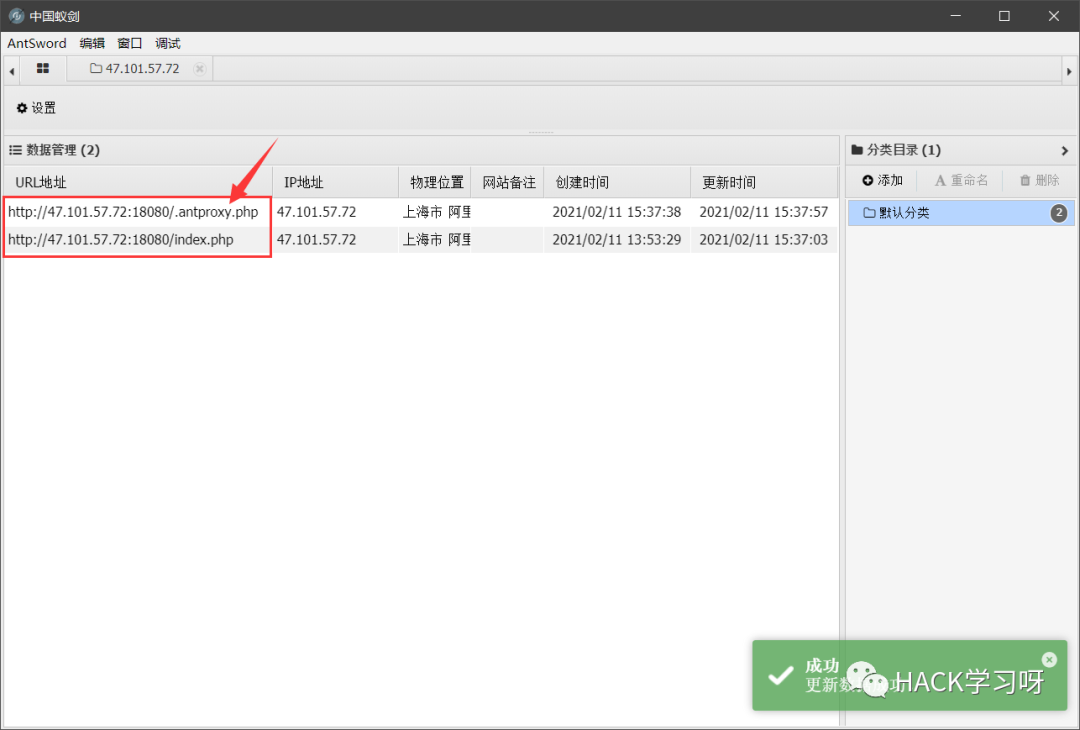 中国蚁剑
AntSword 编辑 窗口 调试
47.101.57.72
设置
数据管理 (2)
URL地址 IP地址 物理位置 网站备注 创建时间 更新时间
http://47.101.57.72:18080/.antproxy.php 47.101.57.72 上海市 阿里 2021/02/11 15:37:38 2021/02/11 15:37:57
http://47.101.57.72:18080/index.php 47.101.57.72 上海市 阿里 2021/02/11 13:53:29 2021/02/11 15:37:03
分类目录 (1)
添加 重命名 删除
默认分类 2
成功
更新数
HACK学习呀